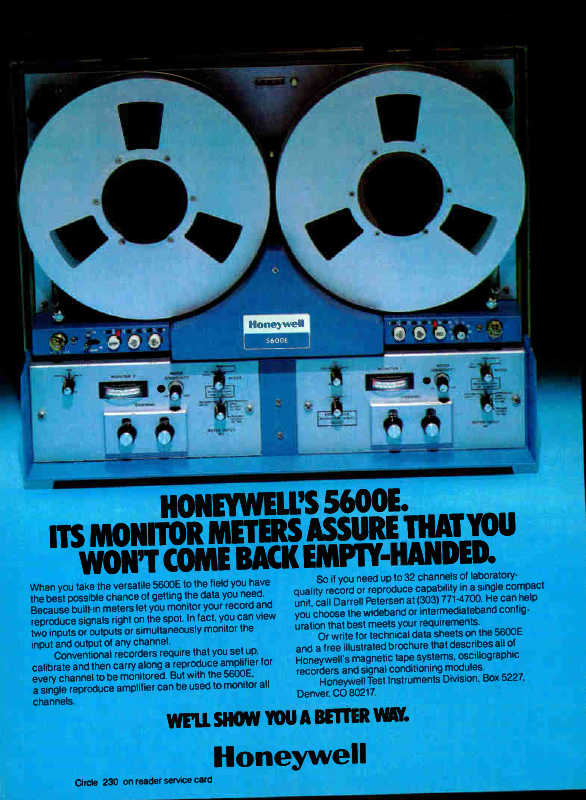 Honeywell
5600E
MONITOR 2
CHANNEL
HONEYWELL'S 5600E.
ITS MONITOR METERS ASSURE THAT YOU
WON'T COME BACK EMPTY-HANDED.
When you take the versatile 5600E to the field you have
the best possible chance of getting the data you need.
Because built-in meters let you monitor your record and
reproduce signals right on the spot. In fact, you can view
two inputs or outputs or simultaneously monitor the
input and output of any channel.
Conventional recorders require that you set up,
calibrate and then carry along a reproduce amplifier for
every channel to be monitored. But with the 5600E,
a single reproduce amplifier can be used to monitor all
channels.
So if you need up to 32 channels of laboratory-
quality record or reproduce capability in a single compact
unit, call Darrell Petersen at (303) 771-4700. He can help
you choose the wideband or intermediateband config-
uration that best meets your requirements.
Or write for technical data sheets on the 5600E
and a free illustrated brochure that describes all of
Honeywell's magnetic tape systems, oscillographic
recorders and signal conditioning modules.
Honeywell Test Instruments Division, Box 5227,
Denver, CO 80217.
WE'LL SHOW YOU A BETTER WAY.
Honeywell
Circle 230 on reader service card